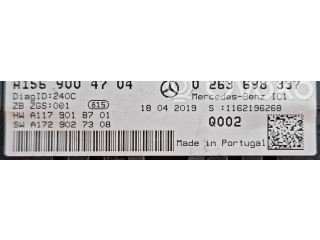 A156 900 47 04 0 263 698 337
DiagID:240C Mercedes-Benz IC1
ZB ZGS:001 815 18 04 2019 S :1162196268
HW A117 901 87 01 Q002
SW A172 902 73 08 Made in Portugal